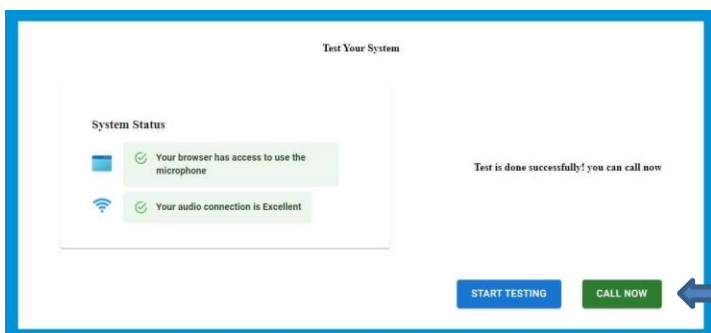 Test Your System
System Status
Your browser has access to use the
microphone
Your audio connection is Excellent
Test is done successfully! you can call now
START TESTING
CALL NOW